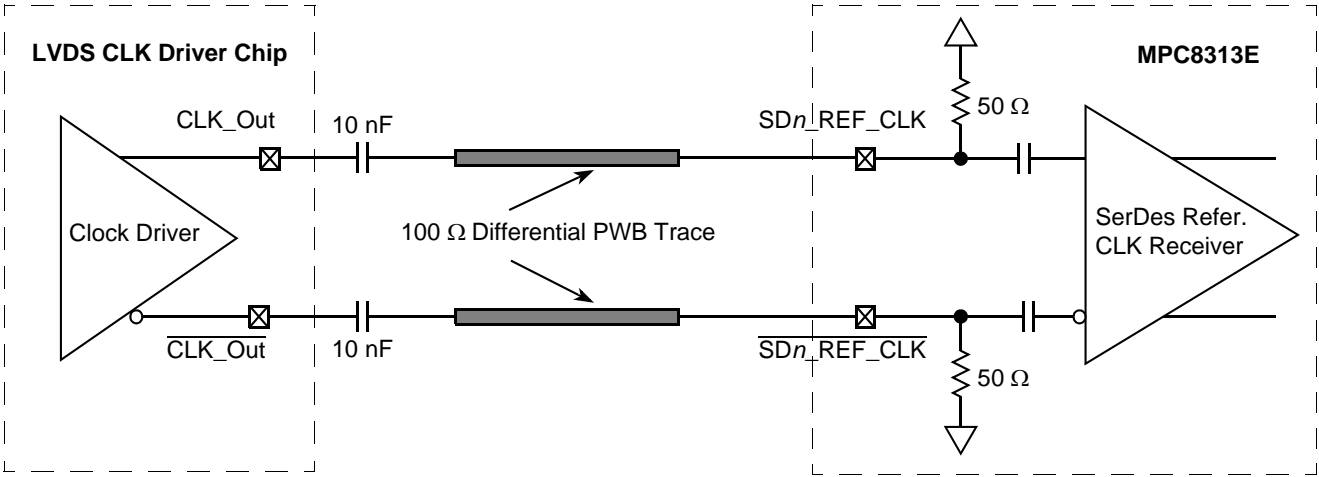 LVDS CLK Driver Chip
MPC8313E
50 Ω
CLK_Out
10 nF
SDn_REF_CLK
Clock Driver
100 Ω Differential PWB Trace
SerDes Refer.
CLK Receiver
CLK_Out
10 nF
SDn_REF_CLK
50 Ω